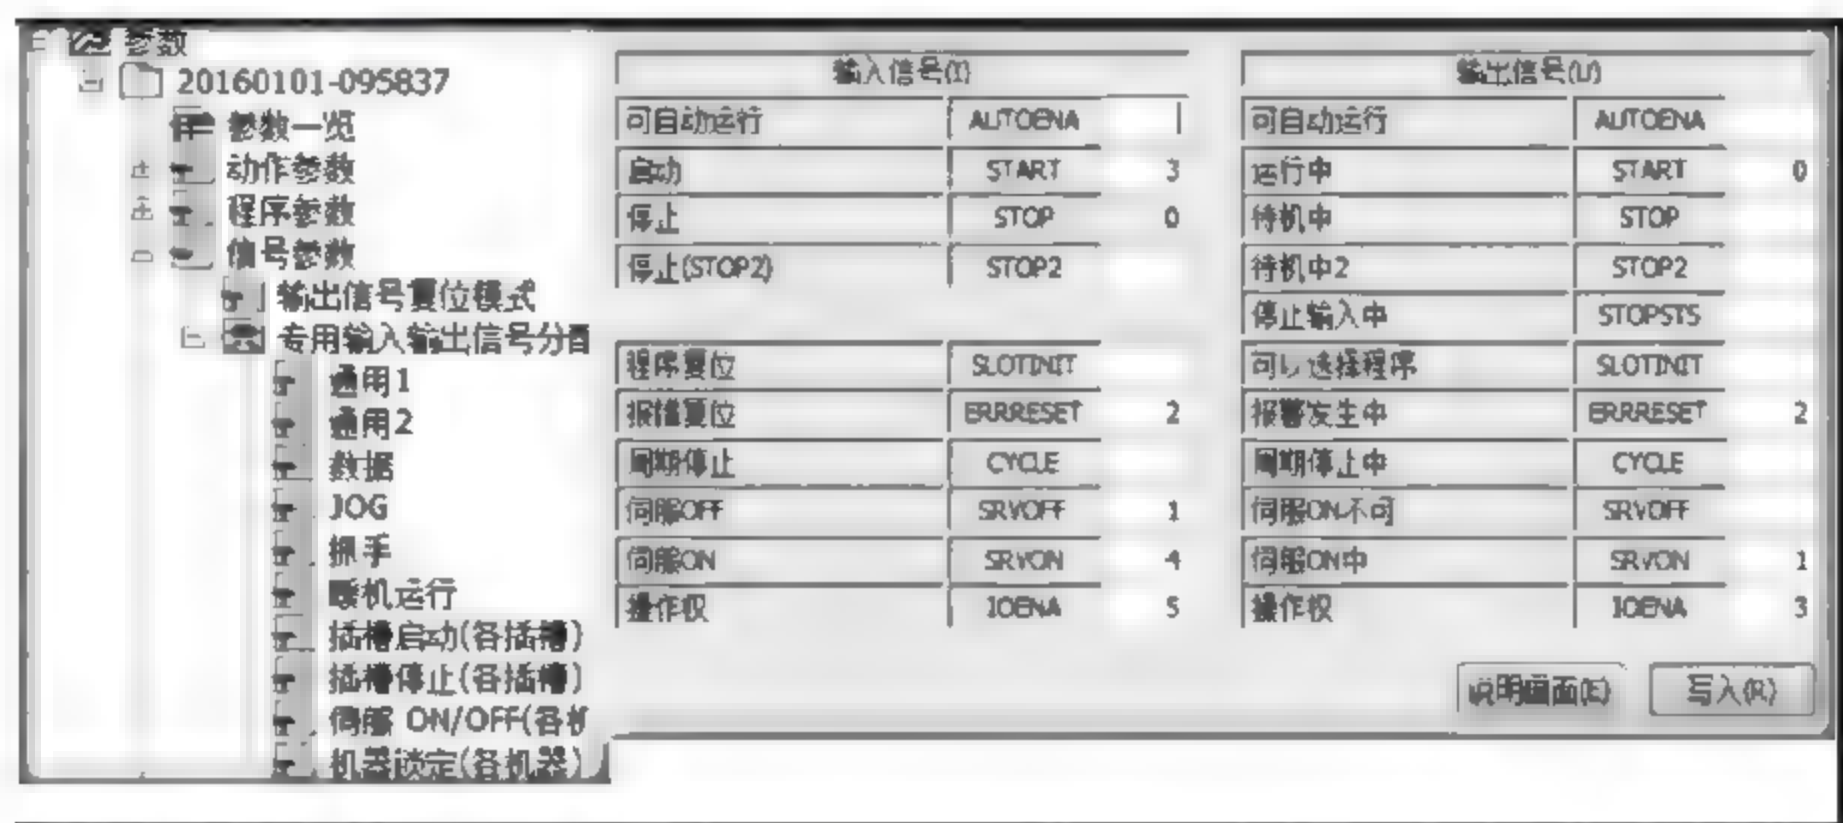 参数
20160101-095837
参数一览
动作参数
程序参数
信号参数
输出信号复位模式
专用输入输出信号分配
通用1
通用2
数据
JOG
抓手
暖机运行
插槽启动(各插槽)
插槽停止(各插槽)
伺服 ON/OFF(各机
机器锁定(各机器)
输入信号(I)
可自动运行 AUTOENA
启动 START 3
停止 STOP 0
停止(STOP2) STOP2
程序复位 SLOTINIT
报错复位 ERRRESET 2
周期停止 CYCLE
伺服OFF SRVOFF 1
伺服ON SRVON 4
操作权 IOENA 5
输出信号(U)
可自动运行 AUTOENA
运行中 START 0
待机中 STOP
待机中2 STOP2
停止输入中 STOPSTS
可以选择程序 SLOTINIT
报警发生中 ERRRESET 2
周期停止中 CYCLE
伺服ON不可 SRVOFF
伺服ON中 SRVON 1
操作权 IOENA 3
说明画面(E)
写入(R)